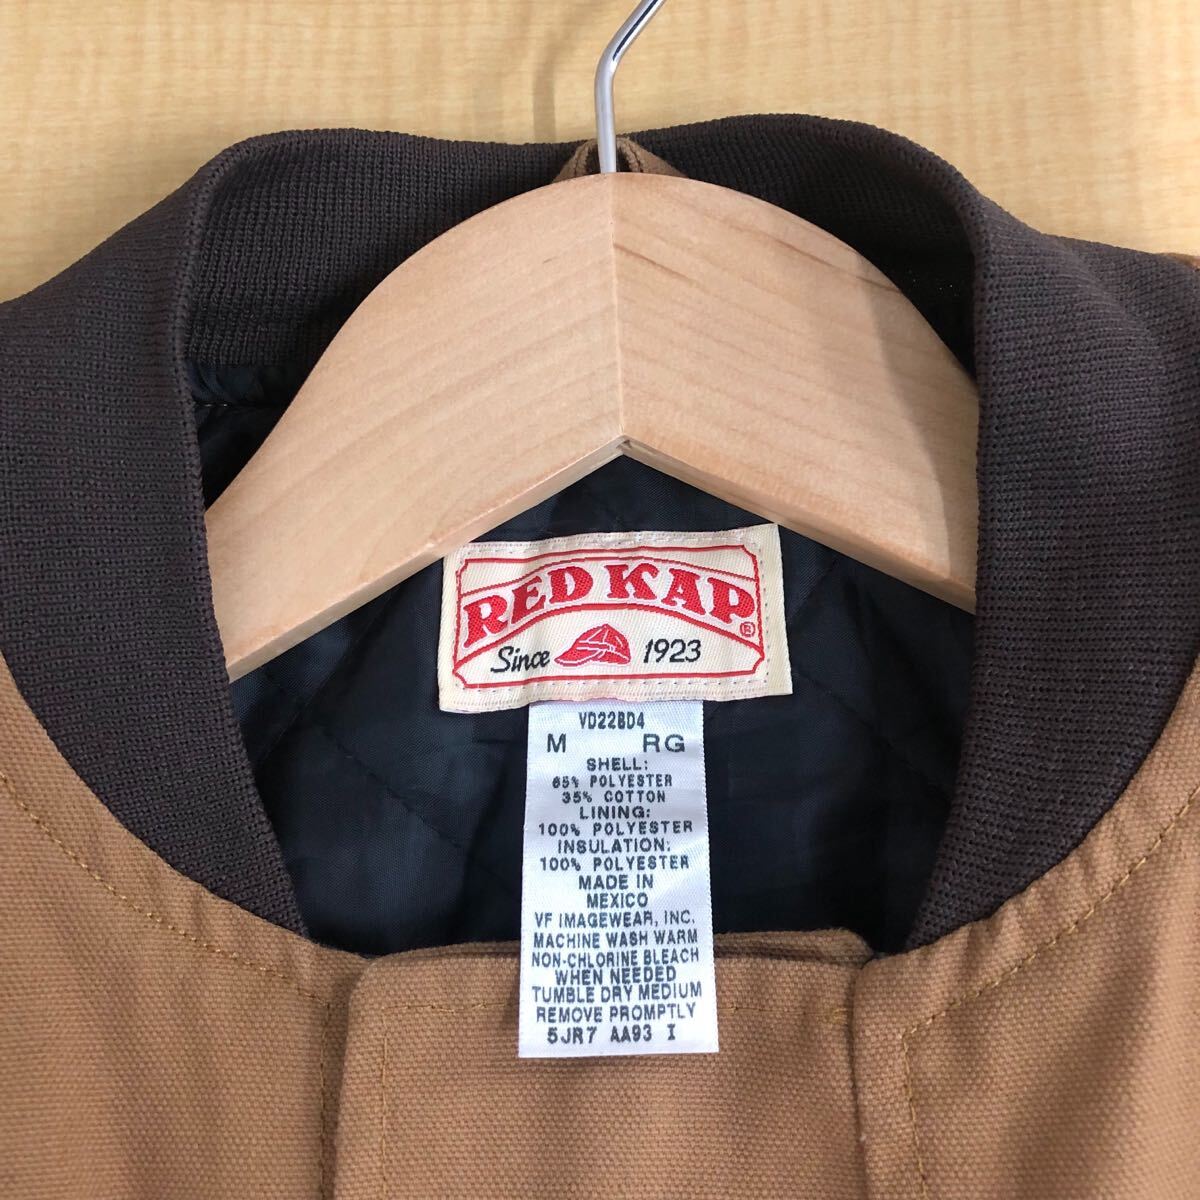 RED KAP®
Since 1923
VD22BD4
M RG
SHELL:
65% POLYESTER
35% COTTON
LINING:
100% POLYESTER
INSULATION:
100% POLYESTER
MADE IN
MEXICO
VF IMAGEWEAR, INC.
MACHINE WASH WARM
NON-CHLORINE BLEACH
WHEN NEEDED
TUMBLE DRY MEDIUM
REMOVE PROMPTLY
5JR7 AA93 I